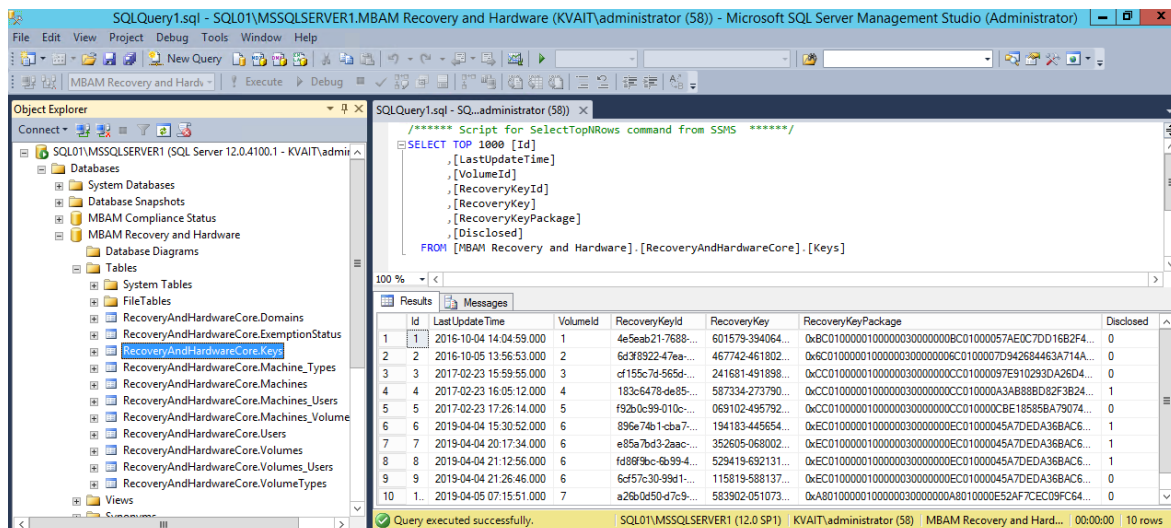 SQLQuery1.sql - SQL01\MSSQLSERVER1.MBAM Recovery and Hardware (KVAIT\administrator (58)) - Microsoft SQL Server Management Studio (Administrator)
File Edit View Project Debug Tools Window Help
New Query
MBAM Recovery and Hardv Execute Debug
Object Explorer
Connect
SQL01\MSSQLSERVER1 (SQL Server 12.0.4100.1 - KVAIT\admir
Databases
System Databases
Database Snapshots
MBAM Compliance Status
MBAM Recovery and Hardware
Database Diagrams
Tables
System Tables
FileTables
RecoveryAndHardwareCore.Domains
RecoveryAndHardwareCore.ExemptionStatus
RecoveryAndHardwareCore.Keys
RecoveryAndHardwareCore.Machine_Types
RecoveryAndHardwareCore.Machines
RecoveryAndHardwareCore.Machines_Users
RecoveryAndHardwareCore.Machines_Volume
RecoveryAndHardwareCore.Users
RecoveryAndHardwareCore.Volumes
RecoveryAndHardwareCore.Volumes_Users
RecoveryAndHardwareCore.VolumeTypes
Views
SQLQuery1.sql - SQ...administrator (58))
/****** Script for SelectTopNRows command from SSMS ******/
SELECT TOP 1000 [Id]
,[LastUpdateTime]
,[VolumeId]
,[RecoveryKeyId]
,[RecoveryKey]
,[RecoveryKeyPackage]
,[Disclosed]
FROM [MBAM Recovery and Hardware].[RecoveryAndHardwareCore].[Keys]
100 %
Results Messages
Id LastUpdateTime VolumeId RecoveryKeyId RecoveryKey RecoveryKeyPackage Disclosed
1 1 2016-10-04 14:04:59.000 1 4e5eab21-7688-... 601579-394064... 0xBC0100000100000030000000BC01000057AE0C7DD16B2F4... 0
2 2 2016-10-05 13:56:53.000 2 6d3f8922-47ea-... 467742-461802... 0x6C01000001000000300000006C0100007D942684463A714A... 0
3 3 2017-02-23 15:59:55.000 3 cf155c7d-565d-... 241681-491898... 0xCC0100000100000030000000CC01000097E910293DA26D4... 0
4 4 2017-02-23 16:05:12.000 4 183c6478-de85-... 587334-273790... 0xCC0100000100000030000000CC010000A3AB88BD82F3B24... 1
5 5 2017-02-23 17:26:14.000 5 f92b0c99-010c-... 069102-495792... 0xCC0100000100000030000000CC010000CBE18585BA79074... 0
6 6 2019-04-04 15:30:52.000 6 896e74b1-cba7-... 194183-445654... 0xEC0100000100000030000000EC01000045A7DEDA36BAC6... 1
7 7 2019-04-04 20:17:34.000 6 e85a7bd3-2aac-... 352605-068002... 0xEC0100000100000030000000EC01000045A7DEDA36BAC6... 1
8 8 2019-04-04 21:12:56.000 6 fd86f9bc-6b99-4... 529419-692131... 0xEC0100000100000030000000EC01000045A7DEDA36BAC6... 1
9 9 2019-04-04 21:26:46.000 6 6cf57c30-99d1-... 115819-588137... 0xEC0100000100000030000000EC01000045A7DEDA36BAC6... 0
10 1.. 2019-04-05 07:15:51.000 7 a26b0d50-d7c9-... 583902-051073... 0xA80100000100000030000000A8010000E52AF7CEC09FC64... 0
Query executed successfully. SQL01\MSSQLSERVER1 (12.0 SP1) KVAIT\administrator (58) MBAM Recovery and Hard... 00:00:00 10 rows